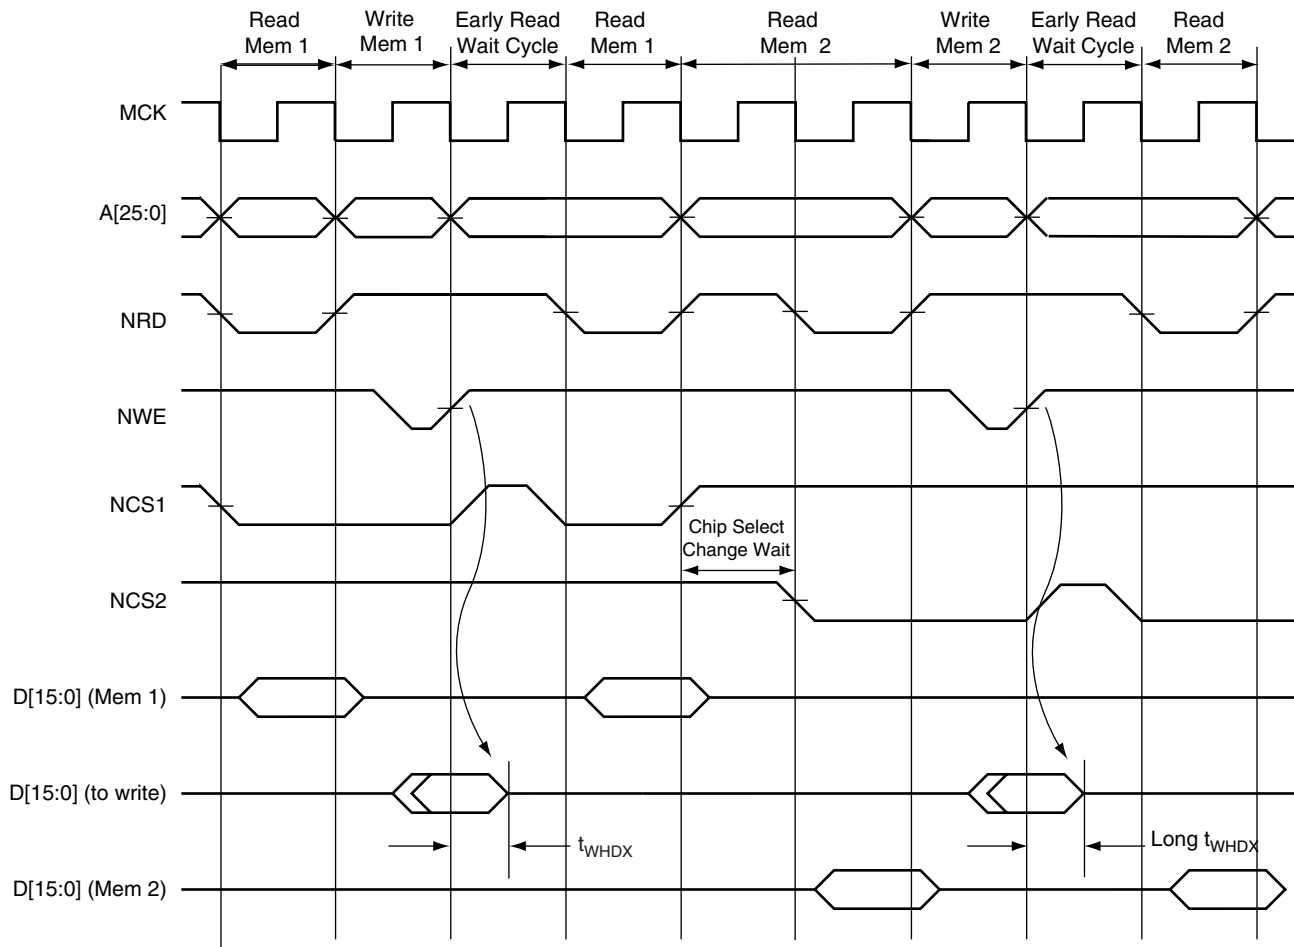 Read
Mem 1
Write
Mem 1
Early Read
Wait Cycle
Read
Mem 1
Read
Mem 2
Write
Mem 2
Early Read
Wait Cycle
Read
Mem 2
MCK
A[25:0]
NRD
NWE
NCS1
Chip Select
Change Wait
NCS2
D[15:0] (Mem 1)
D[15:0] (to write)
tWHDX
Long tWHDX
D[15:0] (Mem 2)